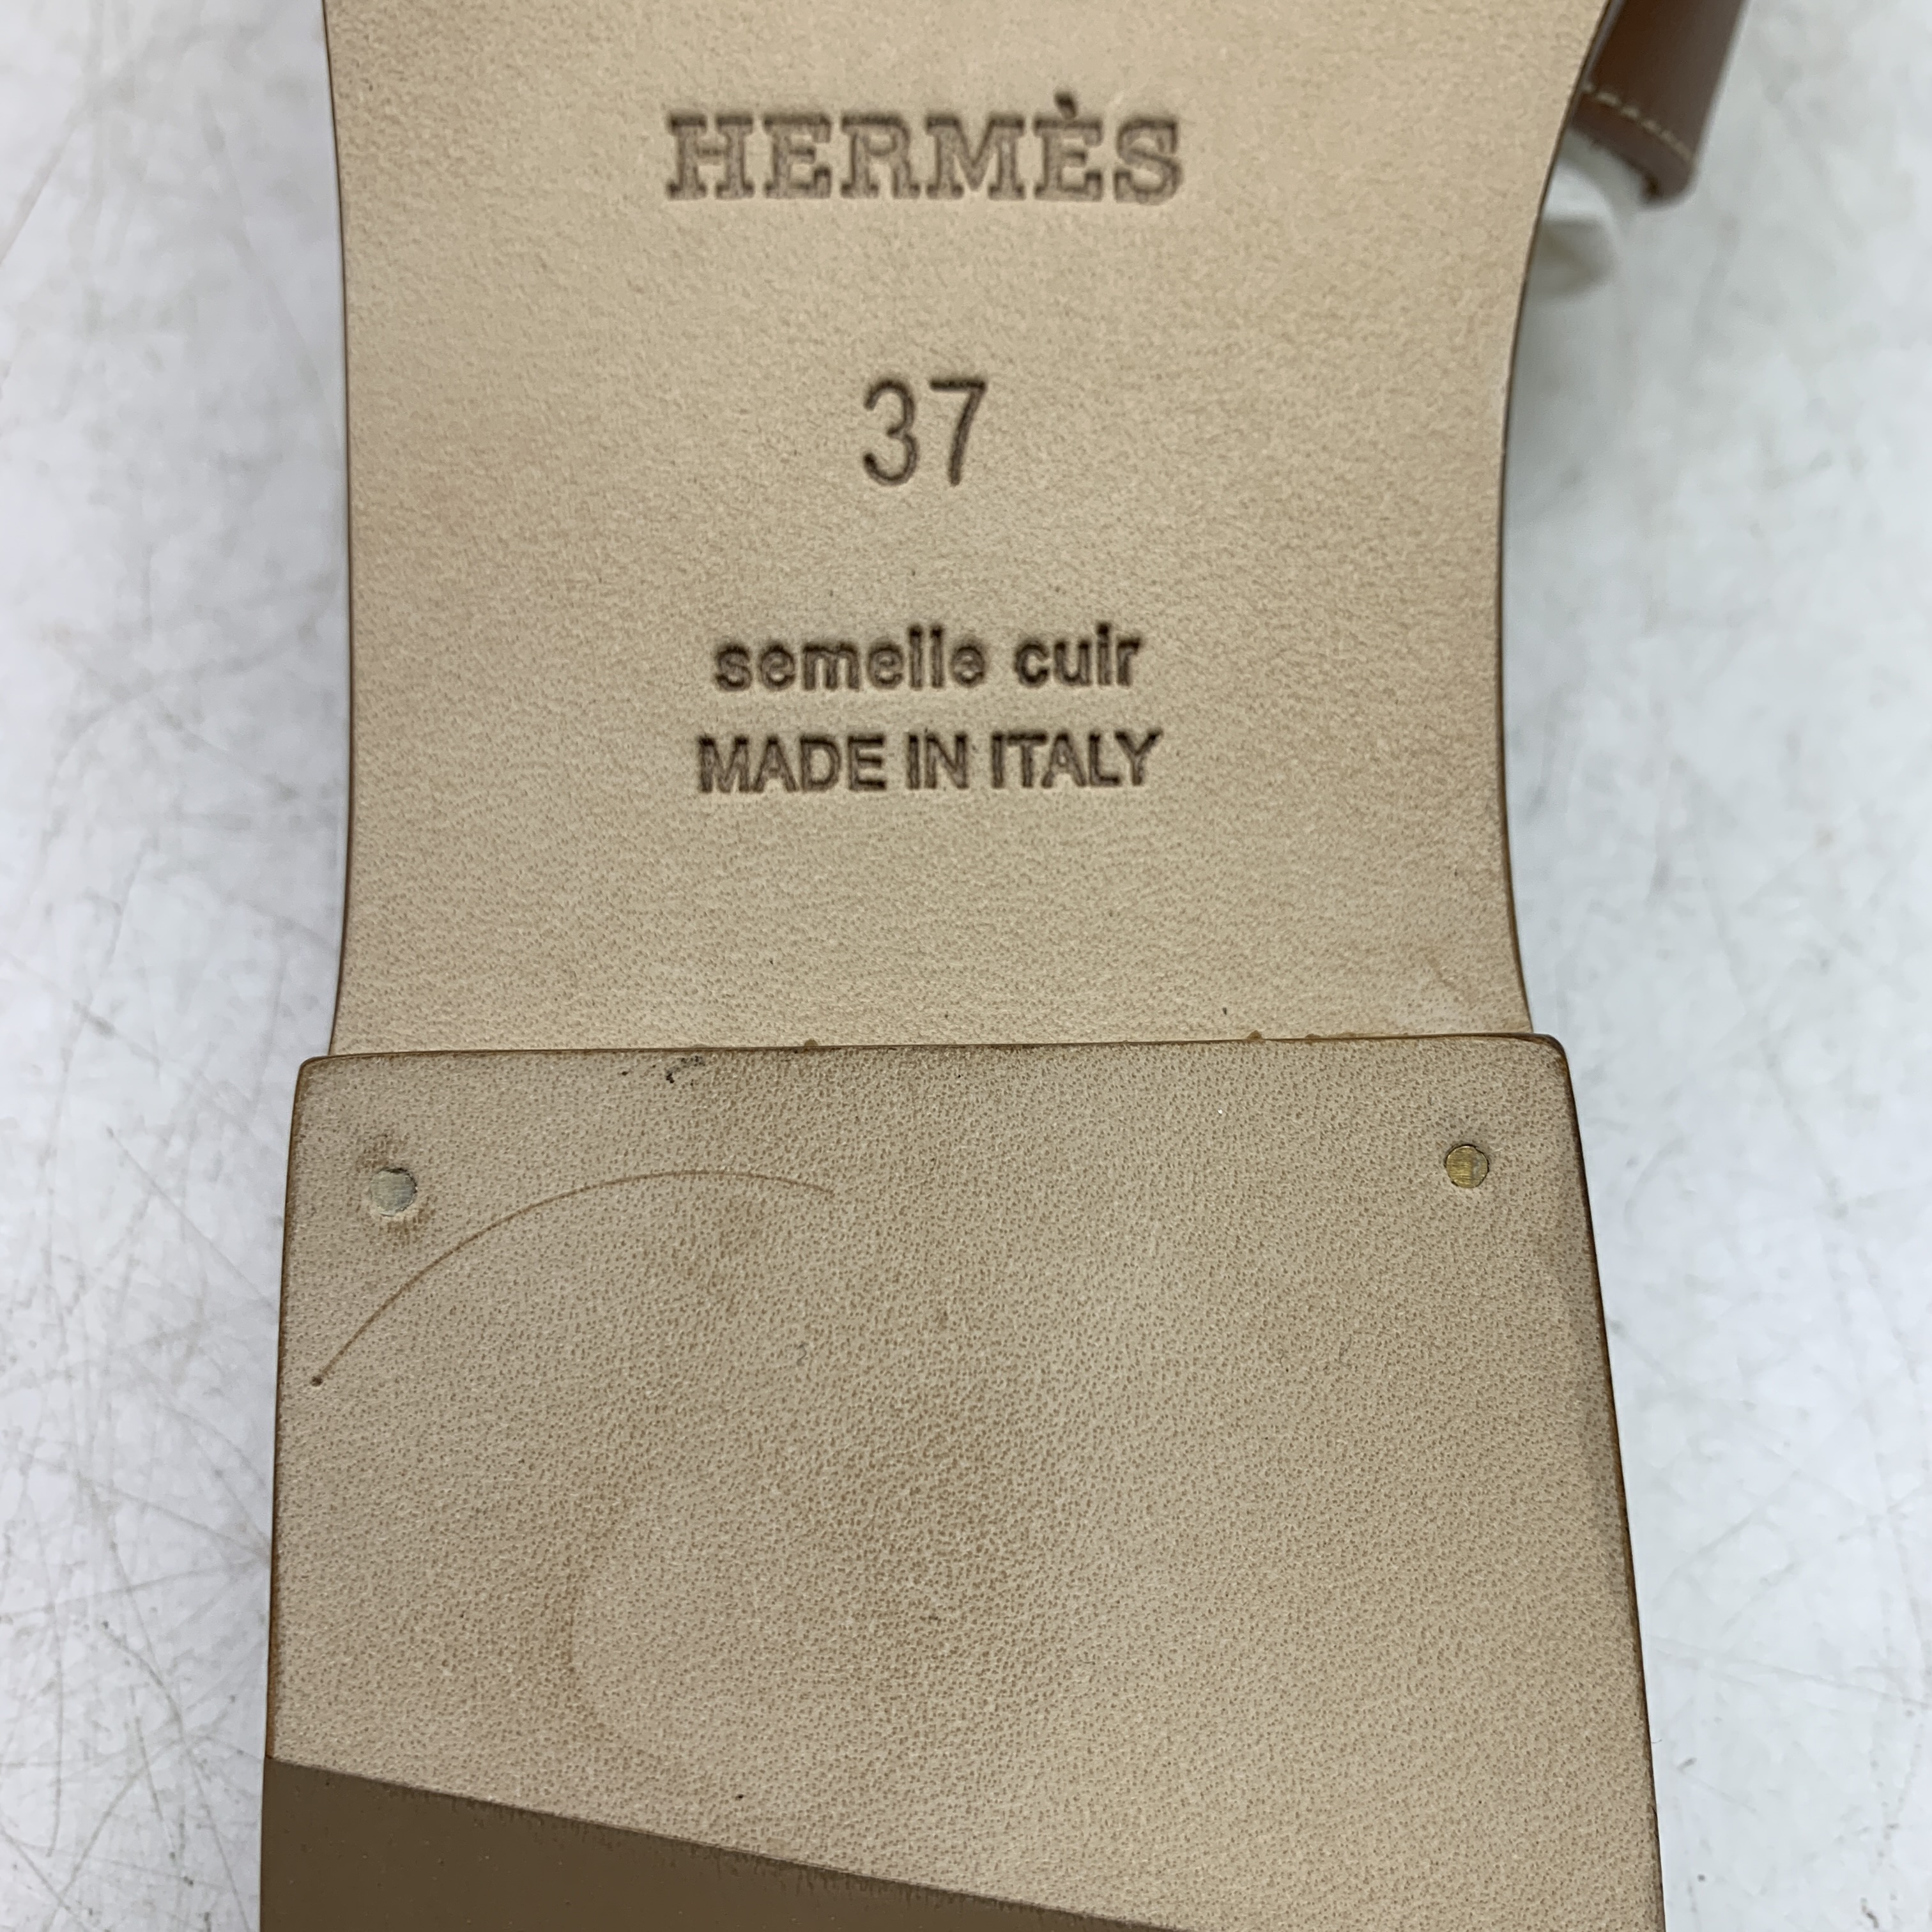 HERMÈS
37
semelle cuir
MADE IN ITALY